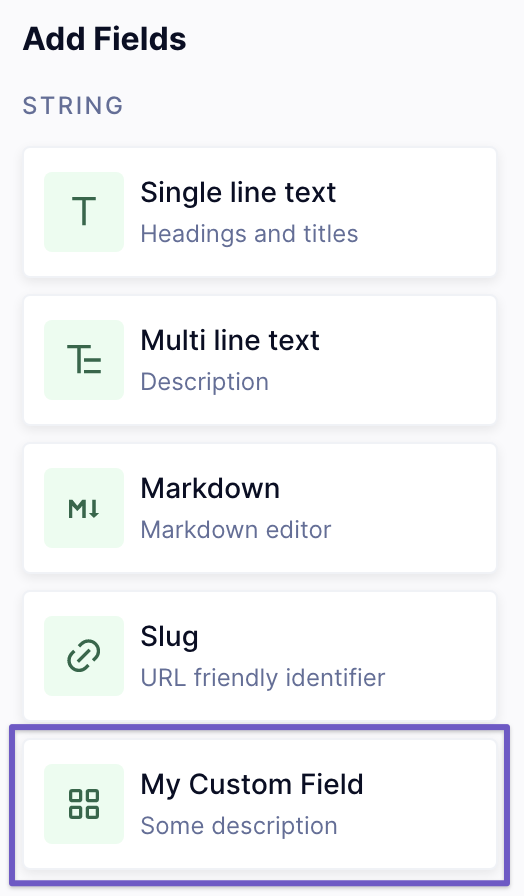 Add Fields
STRING
T
Single line text
Headings and titles
T
Multi line text
Description
M↓
Markdown
Markdown editor
Slug
URL friendly identifier
My Custom Field
Some description